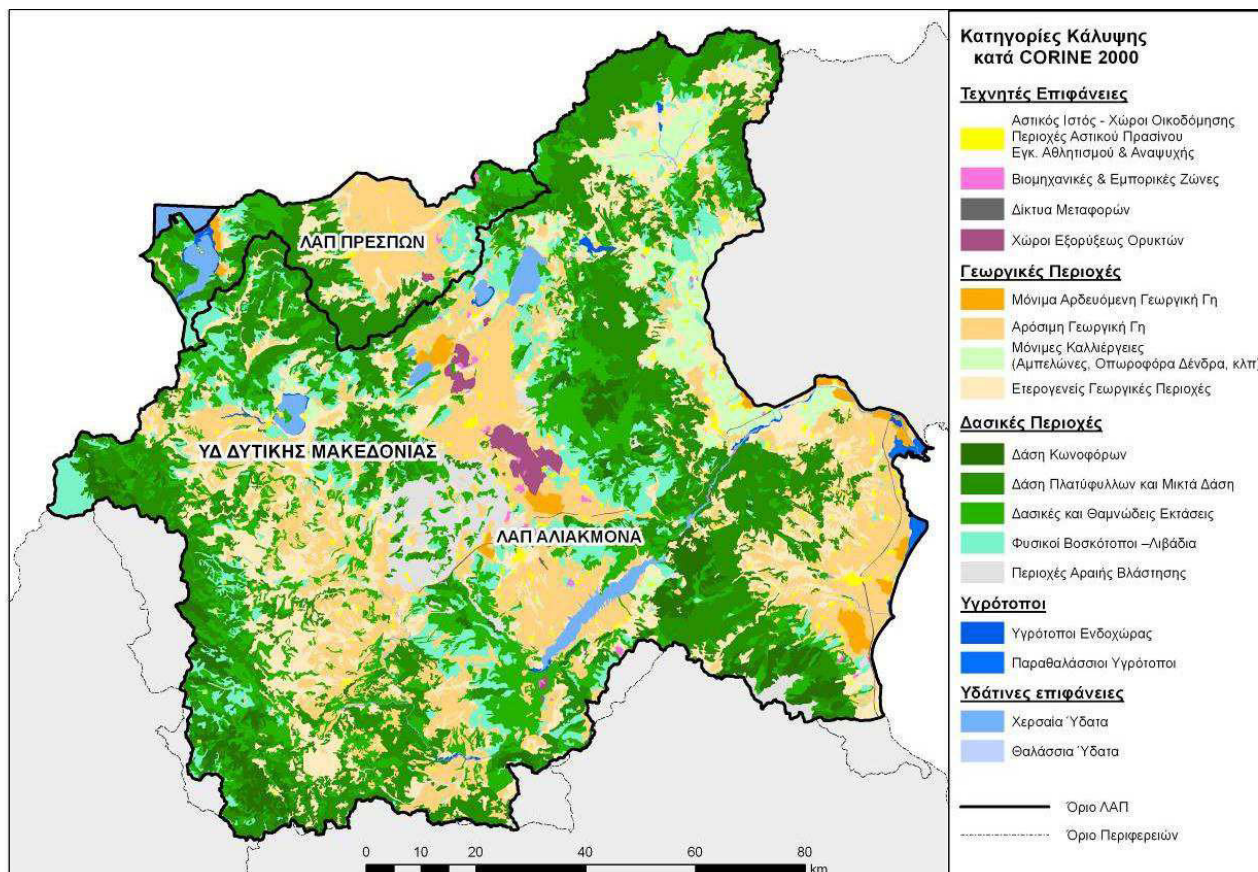 ΛΑΠ ΠΡΕΣΠΩΝ
ΥΔ ΔΥΤΙΚΗΣ ΜΑΚΕΔΟΝΙΑΣ
ΛΑΠ ΑΛΙΑΚΜΟΝΑ
0 10 20 40 60 80
km
Κατηγορίες Κάλυψης
κατά CORINE 2000
Τεχνητές Επιφάνειες
Αστικός Ιστός - Χώροι Οικοδόμησης
Περιοχές Αστικού Πρασίνου
Εγκ. Αθλητισμού & Αναψυχής
Βιομηχανικές & Εμπορικές Ζώνες
Δίκτυα Μεταφορών
Χώροι Εξορύξεως Ορυκτών
Γεωργικές Περιοχές
Μόνιμα Αρδευόμενη Γεωργική Γη
Αρόσιμη Γεωργική Γη
Μόνιμες Καλλιέργειες
(Αμπελώνες, Οπωροφόρα Δένδρα, κλπ)
Ετερογενείς Γεωργικές Περιοχές
Δασικές Περιοχές
Δάση Κωνοφόρων
Δάση Πλατύφυλλων και Μικτά Δάση
Δασικές και Θαμνώδεις Εκτάσεις
Φυσικοί Βοσκότοποι –Λιβάδια
Περιοχές Αραιής Βλάστησης
Υγρότοποι
Υγρότοποι Ενδοχώρας
Παραθαλάσσιοι Υγρότοποι
Υδάτινες επιφάνειες
Χερσαία Ύδατα
Θαλάσσια Ύδατα
Όριο ΛΑΠ
Όριο Περιφερειών